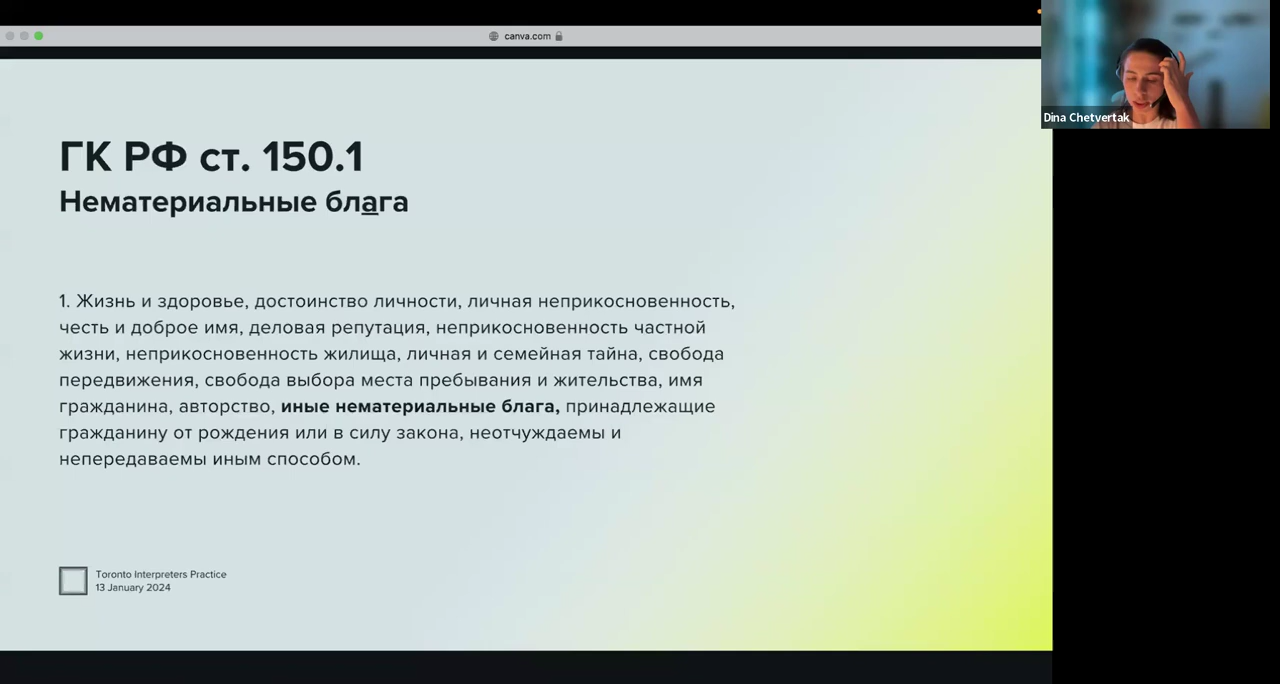 canva.com
Dina Chetvertak
ГК РФ ст. 150.1
Нематериальные блага
1. Жизнь и здоровье, достоинство личности, личная неприкосновенность,
честь и доброе имя, деловая репутация, неприкосновенность частной
жизни, неприкосновенность жилища, личная и семейная тайна, свобода
передвижения, свобода выбора места пребывания и жительства, имя
гражданина, авторство, иные нематериальные блага, принадлежащие
гражданину от рождения или в силу закона, неотчуждаемы и
непередаваемы иным способом.
Toronto Interpreters Practice
13 January 2024